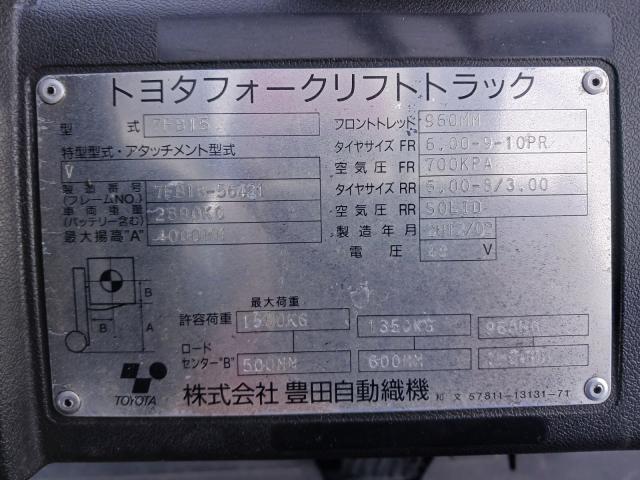 トヨタフォークリフトトラック
型 式 7FB15
特型型式・アタッチメント型式
V
製造番号 (フレームNO.) 7FB15-56421
車両重量 (バッテリー含む) 2890KG
最大揚高"A" 4000MM
フロントトレッド 960MM
タイヤサイズ FR 6.00-9-10PR
空気圧 FR 700KPA
タイヤサイズ RR 5.00-8/3.00
空気圧 RR SOLID
製造年月 2012/02
電圧 48 V
B
B A
最大荷重
許容荷重 1500KG 1350KG
ロードセンター"B" 500MM 600MM
TOYOTA 株式会社 豊田自動織機 和文 57811-13131-71